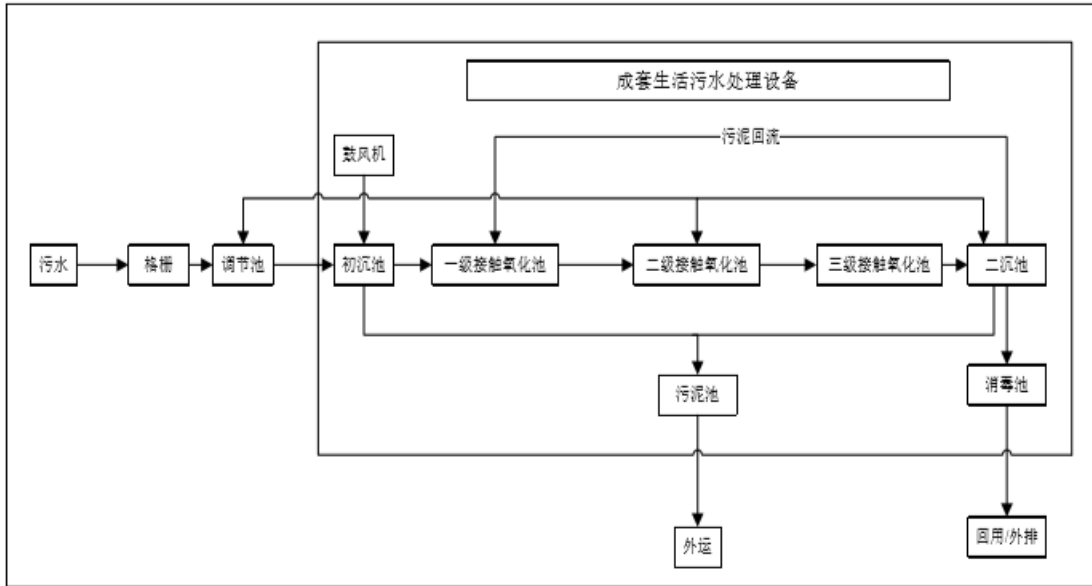 成套生活污水处理设备
污泥回流
鼓风机
污水
格栅
调节池
初沉池
一级接触氧化池
二级接触氧化池
三级接触氧化池
二沉池
污泥池
消毒池
外运
回用/外排